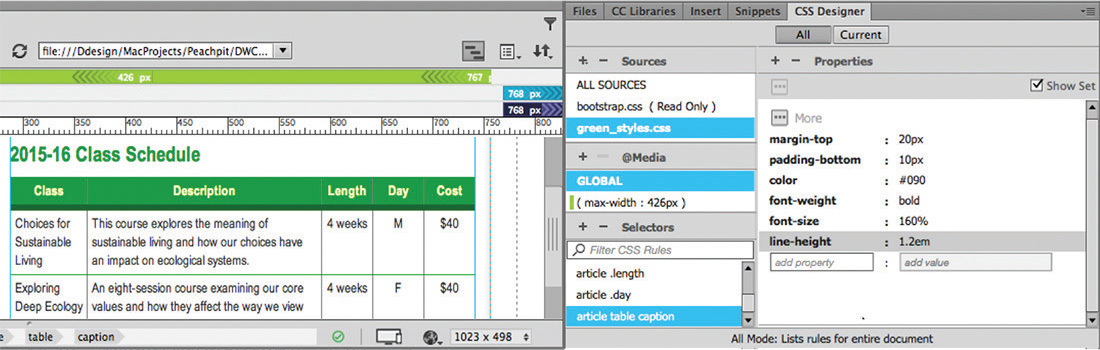 Files CC Libraries Insert Snippets CSS Designer
All Current
file:///Ddesign/MacProjects/Peachpit/DWC...
426 px 767
768 px
768 px
300 350 400 450 500 550 600 650 700 750 800
2015-16 Class Schedule
Class Description Length Day Cost
Choices for Sustainable Living
This course explores the meaning of
sustainable living and how our choices have
an impact on ecological systems.
4 weeks M $40
Exploring Deep Ecology
An eight-session course examining our core
values and how they affect the way we view
4 weeks F $40
table caption
1023 x 498
+ − Sources
ALL SOURCES
bootstrap.css ( Read Only )
green_styles.css
+ − @Media
GLOBAL
( max-width : 426px )
+ − Selectors
Filter CSS Rules
article .length
article .day
article table caption
+ − Properties
Show Set
More
margin-top : 20px
padding-bottom : 10px
color : #090
font-weight : bold
font-size : 160%
line-height : 1.2em
add property : add value
All Mode: Lists rules for entire document